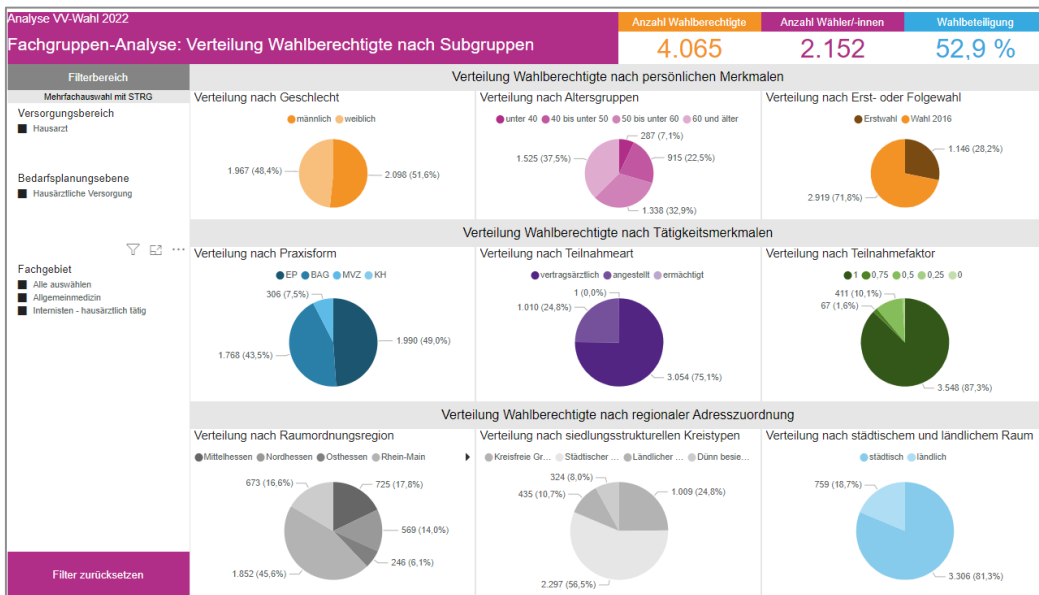 Analyse VV-Wahl 2022
Fachgruppen-Analyse: Verteilung Wahlberechtigte nach Subgruppen
Anzahl Wahlberechtigte
4.065
Anzahl Wähler/-innen
2.152
Wahlbeteiligung
52,9 %
Filterbereich
Mehrfachauswahl mit STRG
Versorgungsbereich
Hausarzt
Bedarfsplanungsebene
Hausärztliche Versorgung
Fachgebiet
Alle auswählen
Allgemeinmedizin
Internisten - hausärztlich tätig
Filter zurücksetzen
Verteilung Wahlberechtigte nach persönlichen Merkmalen
Verteilung nach Geschlecht
männlich weiblich
1.967 (48,4%)
2.098 (51,6%)
Verteilung nach Altersgruppen
unter 40 40 bis unter 50 50 bis unter 60 60 und älter
287 (7,1%)
1.525 (37,5%)
915 (22,5%)
1.338 (32,9%)
Verteilung nach Erst- oder Folgewahl
Erstwahl Wahl 2016
1.146 (28,2%)
2.919 (71,8%)
Verteilung Wahlberechtigte nach Tätigkeitsmerkmalen
Verteilung nach Praxisform
EP BAG MVZ KH
306 (7,5%)
1.990 (49,0%)
1.768 (43,5%)
Verteilung nach Teilnahmeart
vertragsärztlich angestellt ermächtigt
1 (0,0%)
1.010 (24,8%)
3.054 (75,1%)
Verteilung nach Teilnahmefaktor
1 0,75 0,5 0,25 0
411 (10,1%)
67 (1,6%)
3.548 (87,3%)
Verteilung Wahlberechtigte nach regionaler Adresszuordnung
Verteilung nach Raumordnungsregion
Mittelhessen Nordhessen Osthessen Rhein-Main
673 (16,6%)
725 (17,8%)
569 (14,0%)
246 (6,1%)
1.852 (45,6%)
Verteilung nach siedlungsstrukturellen Kreistypen
Kreisfreie Gr... Städtischer ... Ländlicher ... Dünn besie...
324 (8,0%)
435 (10,7%)
1.009 (24,8%)
2.297 (56,5%)
Verteilung nach städtischem und ländlichem Raum
städtisch ländlich
759 (18,7%)
3.306 (81,3%)